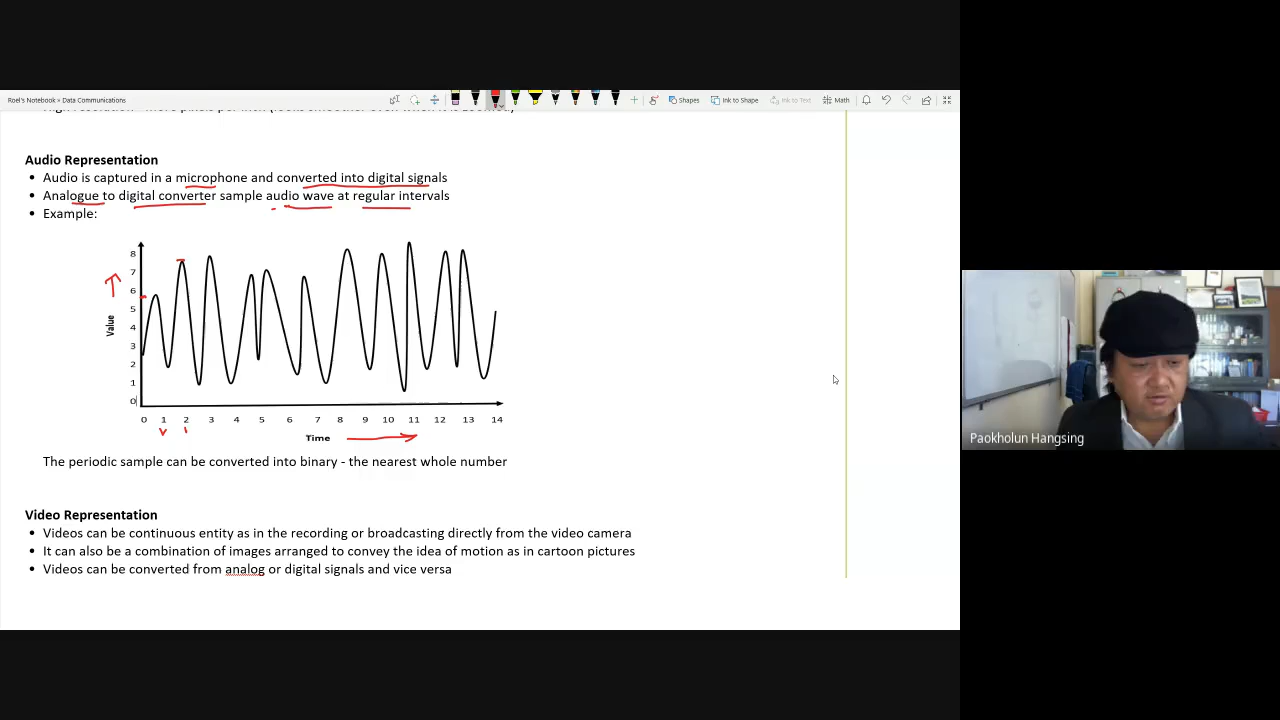 Roel's Notebook » Data Communications
Shapes
Ink to Shape
Ink to Text
Math
Audio Representation
• Audio is captured in a microphone and converted into digital signals
• Analogue to digital converter sample audio wave at regular intervals
• Example:
8
7
6
5
4
3
2
1
0
Value
0 1 2 3 4 5 6 7 8 9 10 11 12 13 14
Time
The periodic sample can be converted into binary - the nearest whole number
Video Representation
• Videos can be continuous entity as in the recording or broadcasting directly from the video camera
• It can also be a combination of images arranged to convey the idea of motion as in cartoon pictures
• Videos can be converted from analog or digital signals and vice versa
Paokholun Hangsing